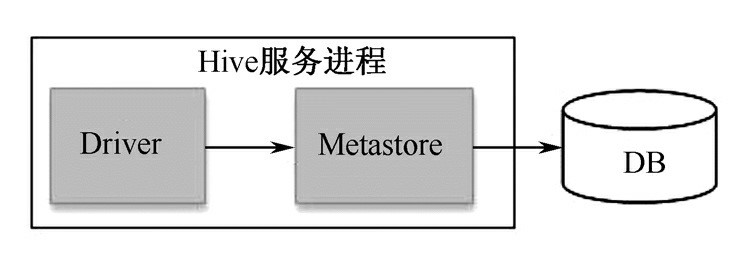 Hive服务进程
Driver
Metastore
DB